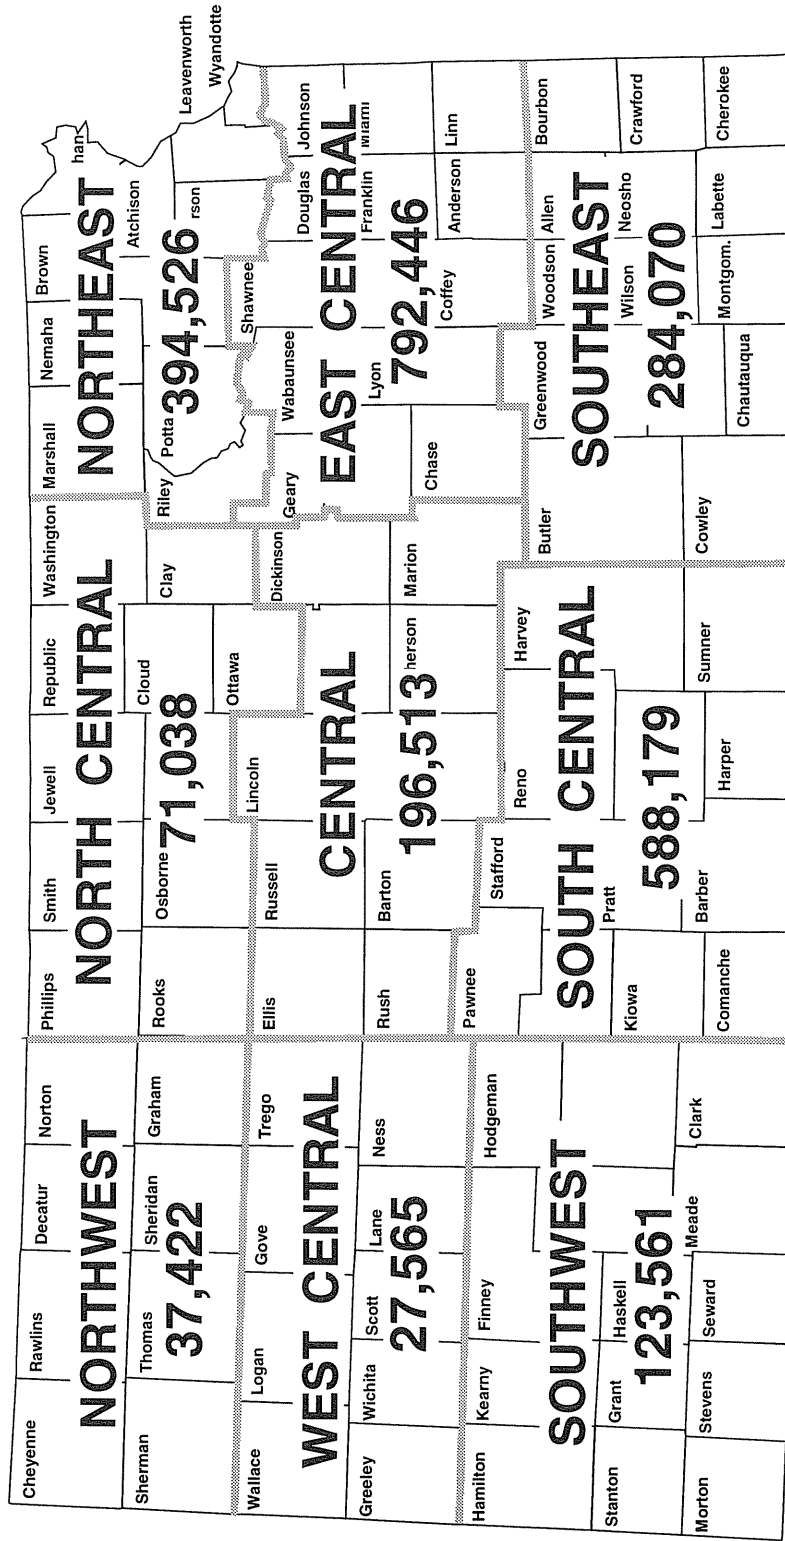 Cheyenne
Rawlins
Decatur
Norton
Phillips
Smith
Jewell
Republic
Washington
Marshall
Nemaha
Brown
han
NORTHWEST
NORTH CENTRAL
NORTHEAST
Atchison
Leavenworth
Wyandotte
Sherman
Thomas
Sheridan
Graham
Rooks
Osborne
Cloud
Clay
Riley
Potta
rson
37,422
71,038
394,526
Ottawa
Shawnee
Wallace
Logan
Gove
Trego
Ellis
Russell
Lincoln
Dickinson
Geary
Wabaunsee
Douglas
Johnson
WEST CENTRAL
CENTRAL
EAST CENTRAL
Greeley
Wichita
Scott
Lane
Ness
Rush
Barton
herson
Marion
Chase
Lyon
Coffey
Franklin
Miami
27,565
196,513
792,446
Anderson
Linn
Hamilton
Kearny
Finney
Hodgeman
Pawnee
Stafford
Reno
Harvey
Butler
Greenwood
Woodson
Allen
Bourbon
SOUTHWEST
SOUTH CENTRAL
SOUTHEAST
Stanton
Grant
Haskell
Kiowa
Pratt
Wilson
Neosho
Crawford
123,561
588,179
284,070
Morton
Stevens
Seward
Meade
Clark
Comanche
Barber
Harper
Sumner
Cowley
Chautauqua
Montgom.
Labette
Cherokee